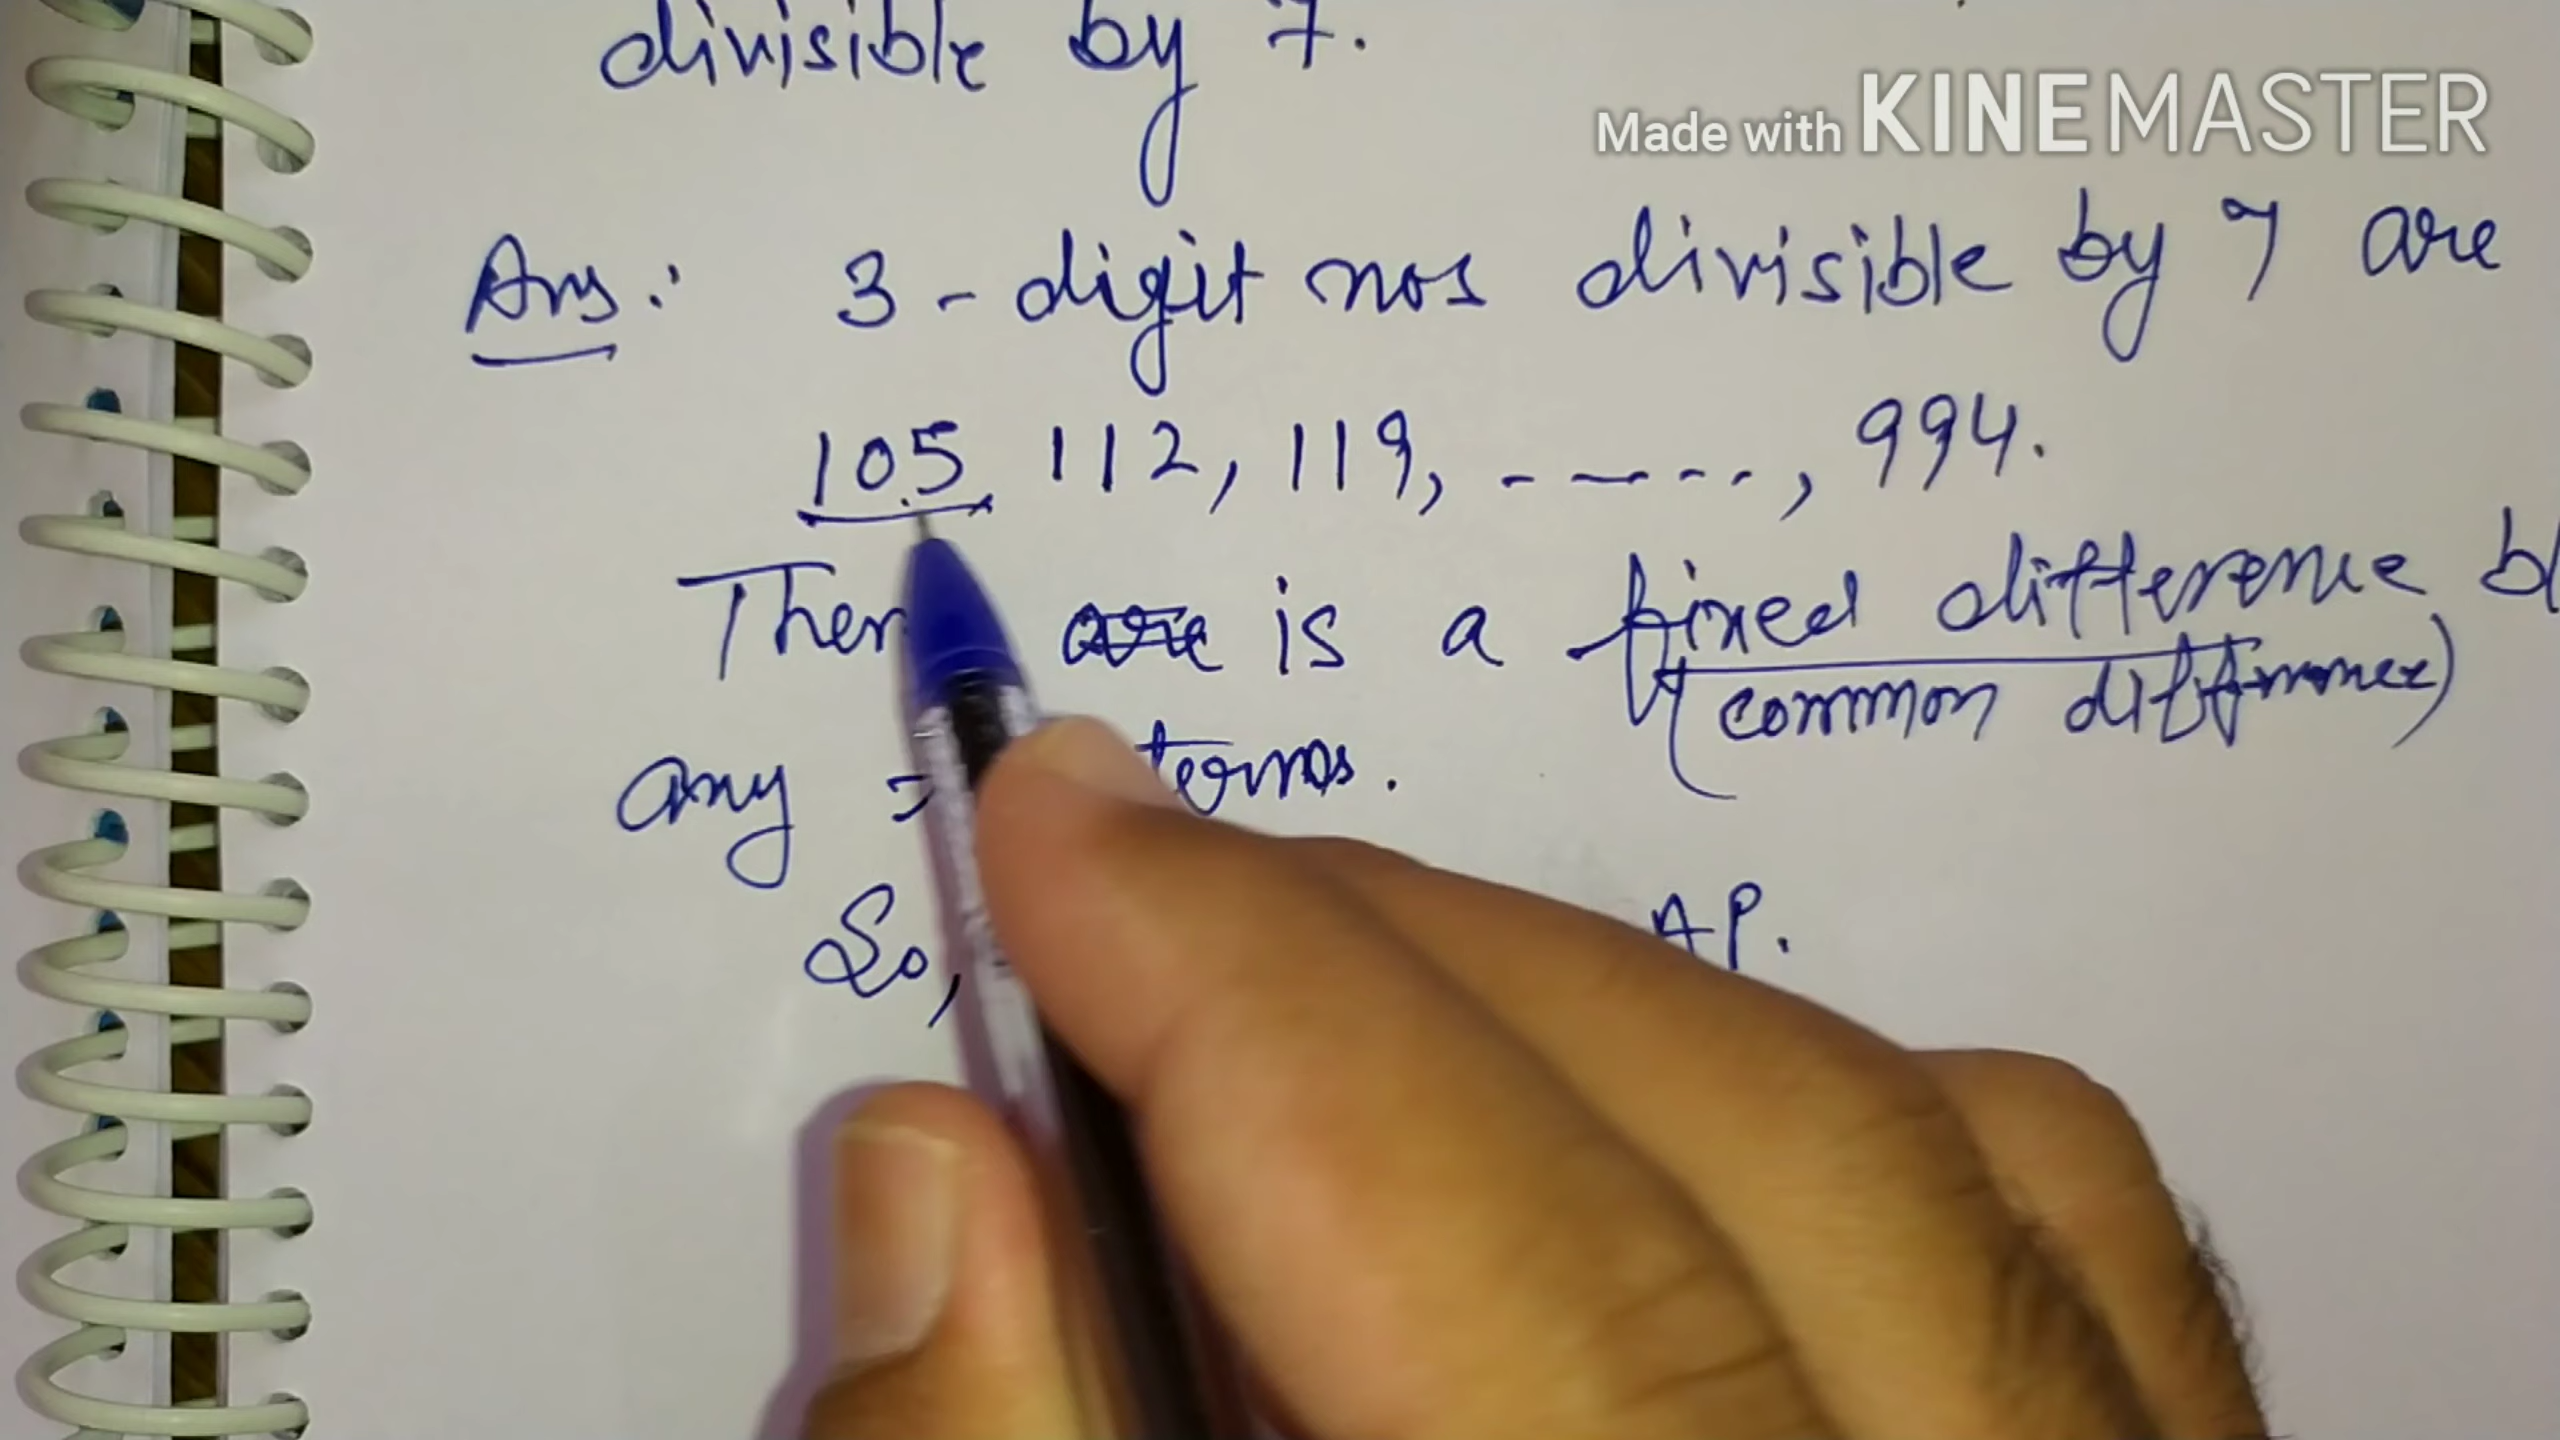 divisible by 7.
Made with KINEMASTER
Ans: 3-digit nos divisible by 7 are
105 112, 119, -----, 994.
Ther is a fixed difference b/
(common difference)
any terms.
So, AP.